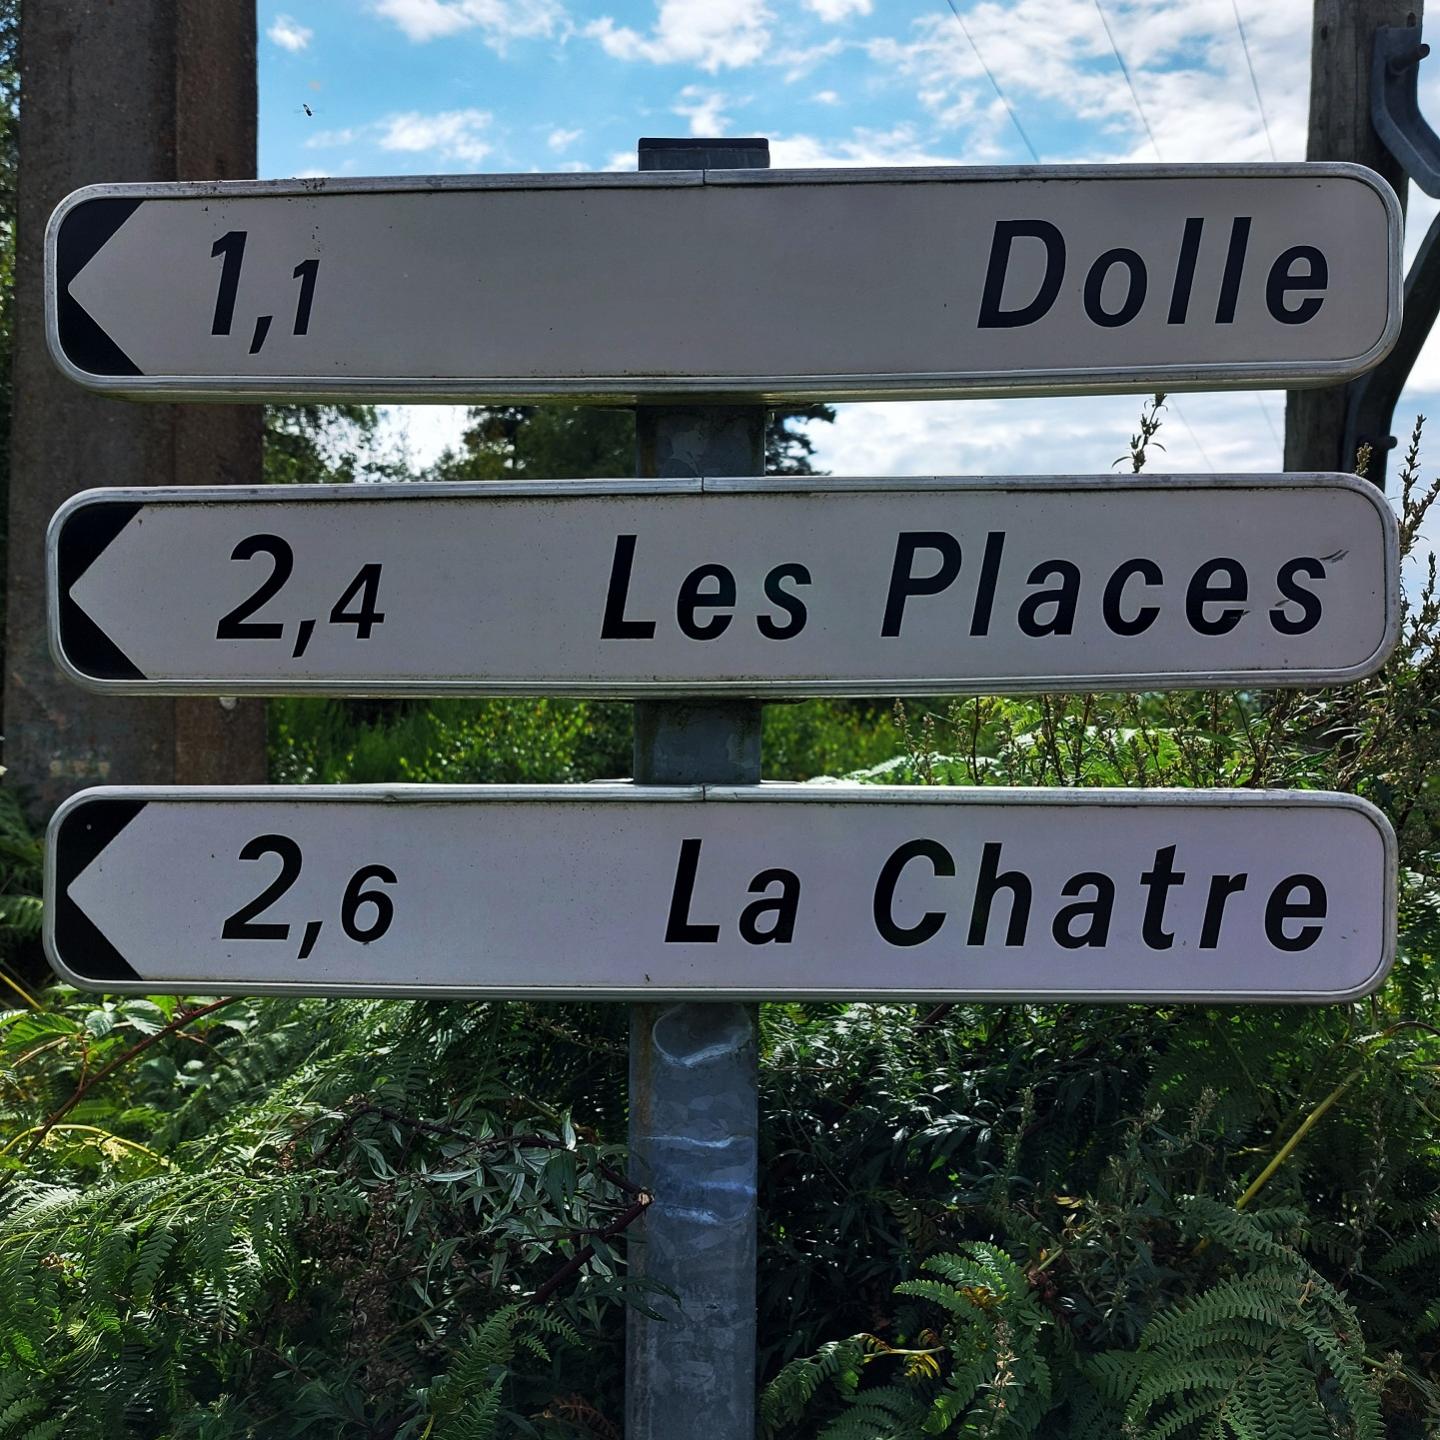 1,1 Dolle
2,4 Les Places
2,6 La Chatre